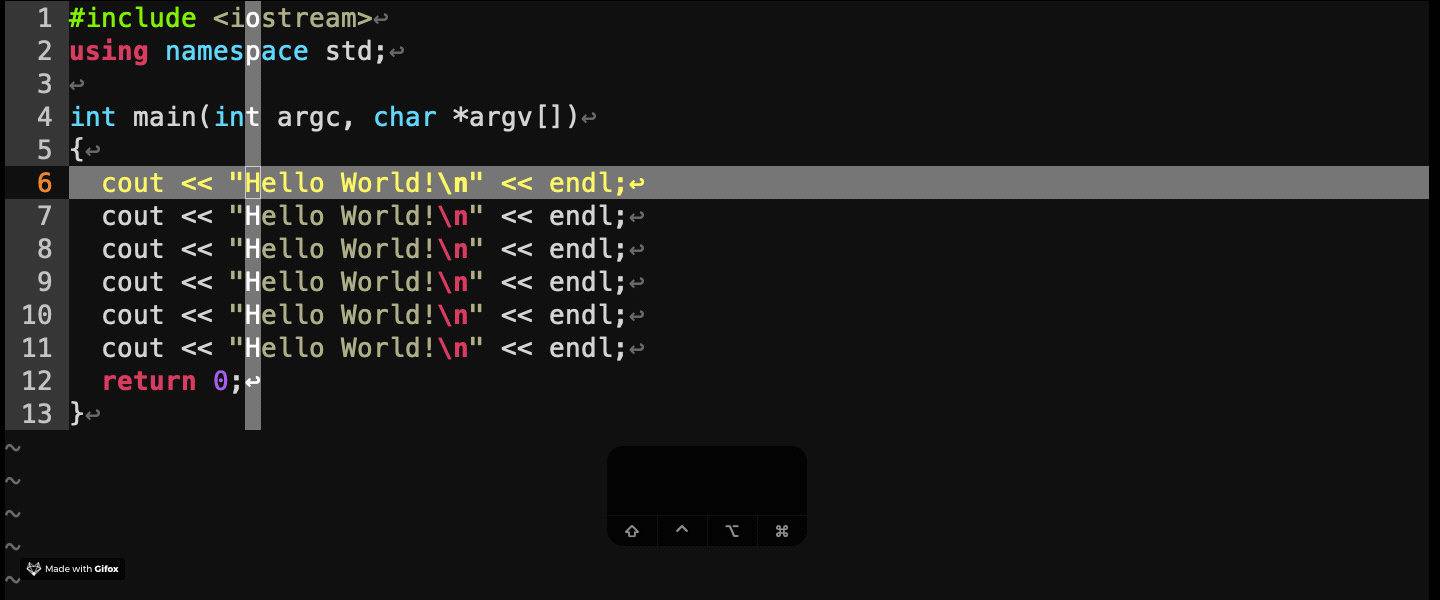 1 #include <iostream>↩
2 using namespace std;↩
3 ↩
4 int main(int argc, char *argv[])↩
5 {↩
6   cout << "Hello World!\n" << endl;↩
7   cout << "Hello World!\n" << endl;↩
8   cout << "Hello World!\n" << endl;↩
9   cout << "Hello World!\n" << endl;↩
10   cout << "Hello World!\n" << endl;↩
11   cout << "Hello World!\n" << endl;↩
12   return 0;↩
13 }↩
~
~
~
~
~
⇧ ^ ⌥ ⌘
Made with Gifox